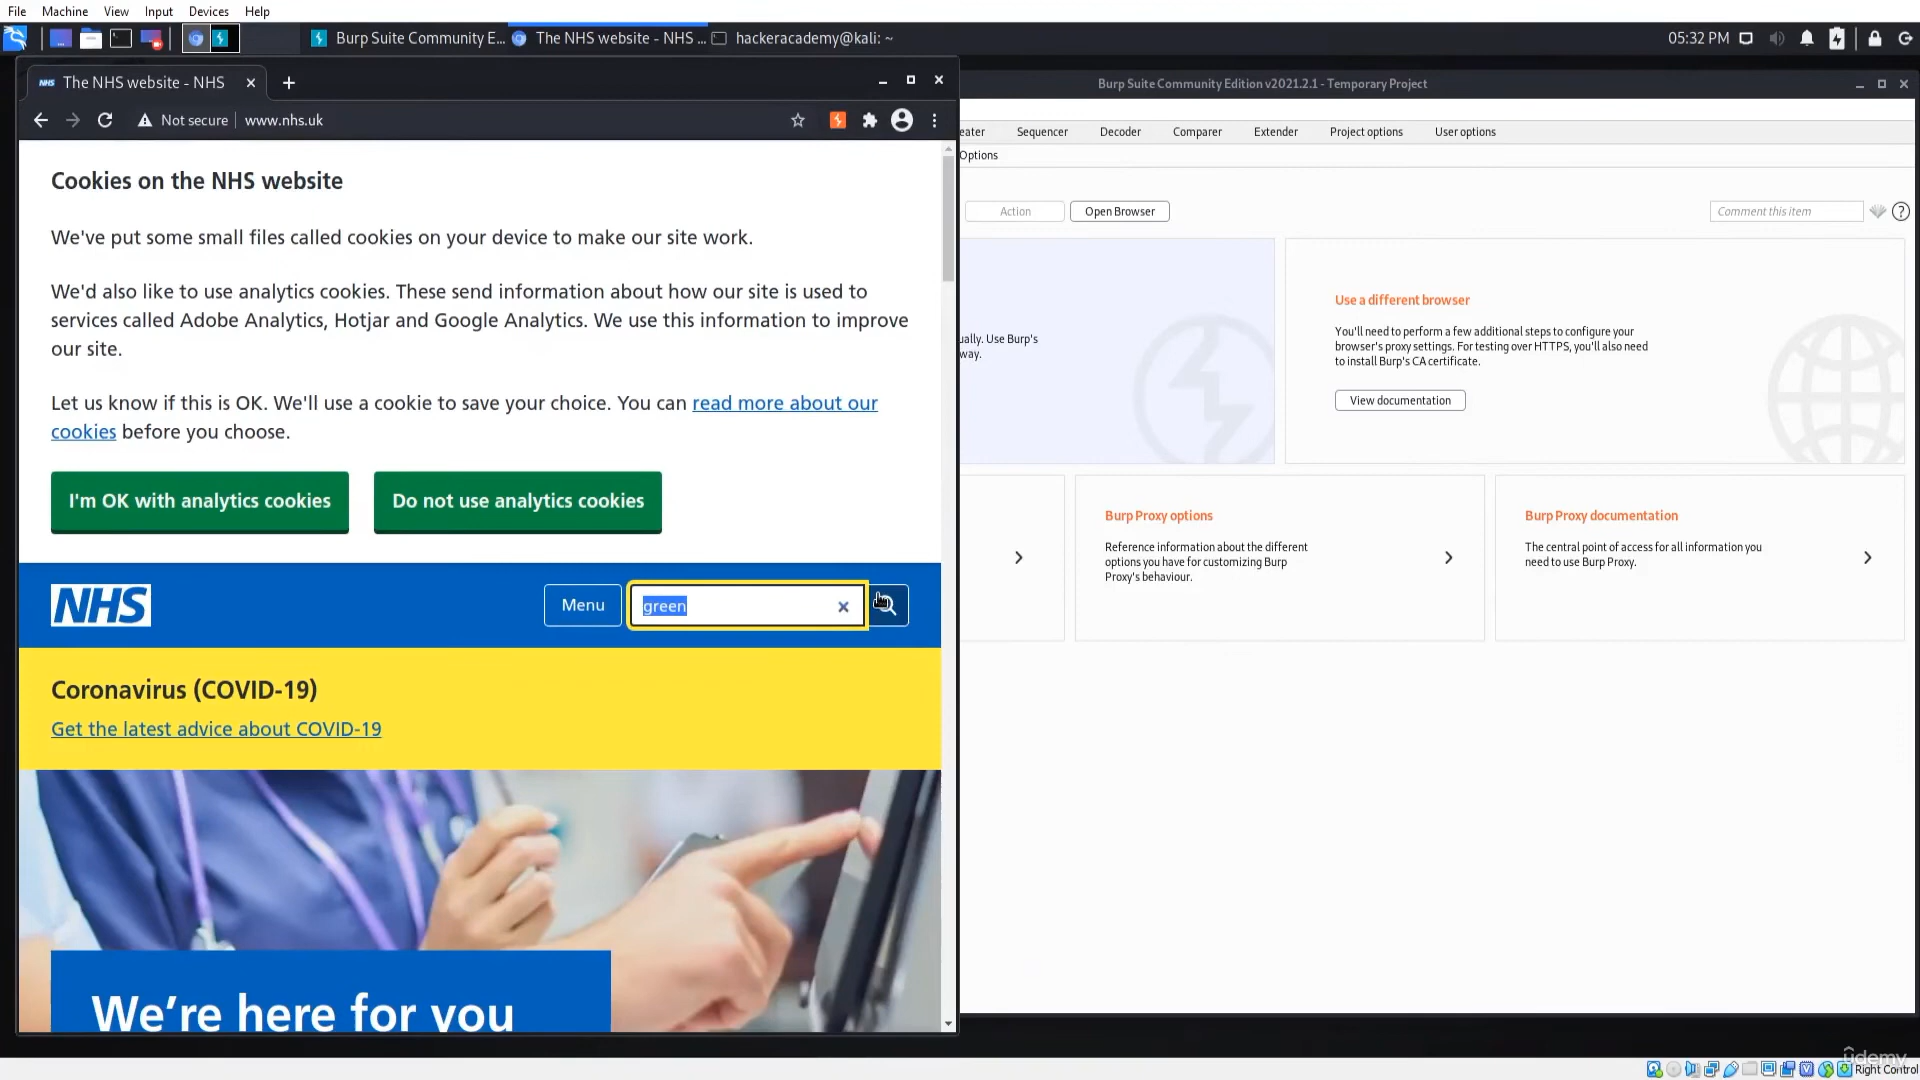 File Machine View Input Devices Help
Burp Suite Community E... The NHS website - NHS ... hackeracademy@kali: ~ 05:32 PM
The NHS website - NHS
Burp Suite Community Edition v2021.2.1 - Temporary Project
Not secure www.nhs.uk
eater Sequencer Decoder Comparer Extender Project options User options
Options
Action Open Browser Comment this item ?
Cookies on the NHS website
We've put some small files called cookies on your device to make our site work.
We'd also like to use analytics cookies. These send information about how our site is used to
services called Adobe Analytics, Hotjar and Google Analytics. We use this information to improve
our site.
Let us know if this is OK. We'll use a cookie to save your choice. You can read more about our
cookies before you choose.
I'm OK with analytics cookies Do not use analytics cookies
ually. Use Burp's
way.
Use a different browser
You'll need to perform a few additional steps to configure your
browser's proxy settings. For testing over HTTPS, you'll also need
to install Burp's CA certificate.
View documentation
Burp Proxy options
Reference information about the different
options you have for customizing Burp
Proxy's behaviour.
Burp Proxy documentation
The central point of access for all information you
need to use Burp Proxy.
NHS Menu green
Coronavirus (COVID-19)
Get the latest advice about COVID-19
We're here for you
udemy
Right Control